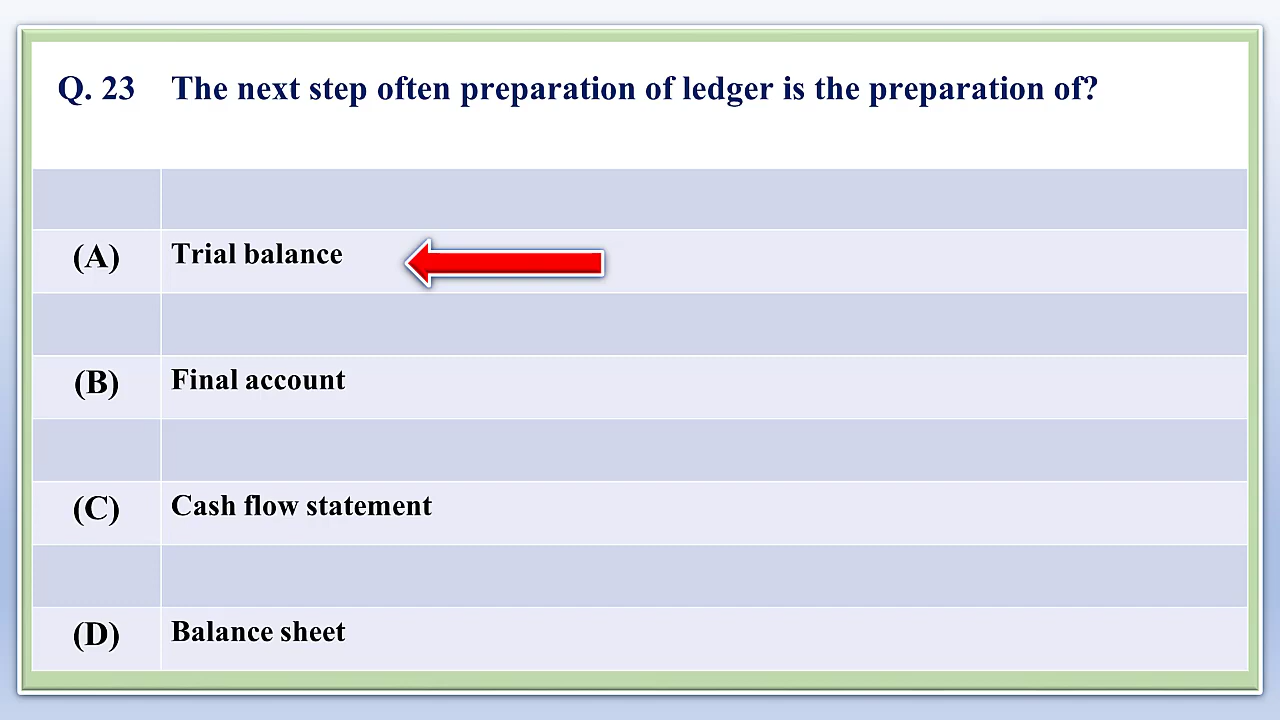 Q. 23 The next step often preparation of ledger is the preparation of?
(A) Trial balance
(B) Final account
(C) Cash flow statement
(D) Balance sheet